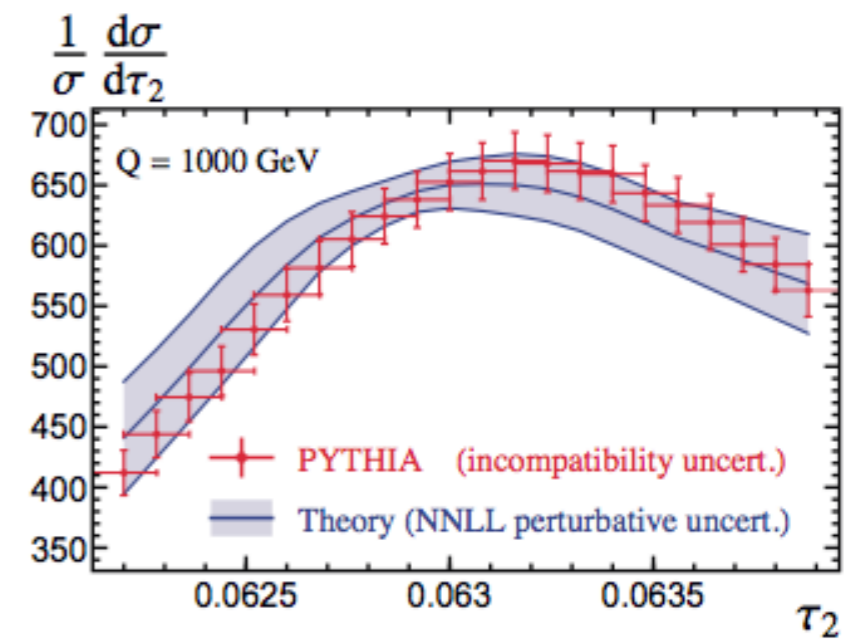 1 dσ
σ dτ2
700
Q = 1000 GeV
650
600
550
500
450
PYTHIA (incompatibility uncert.)
400
Theory (NNLL perturbative uncert.)
350
0.0625 0.063 0.0635
τ2